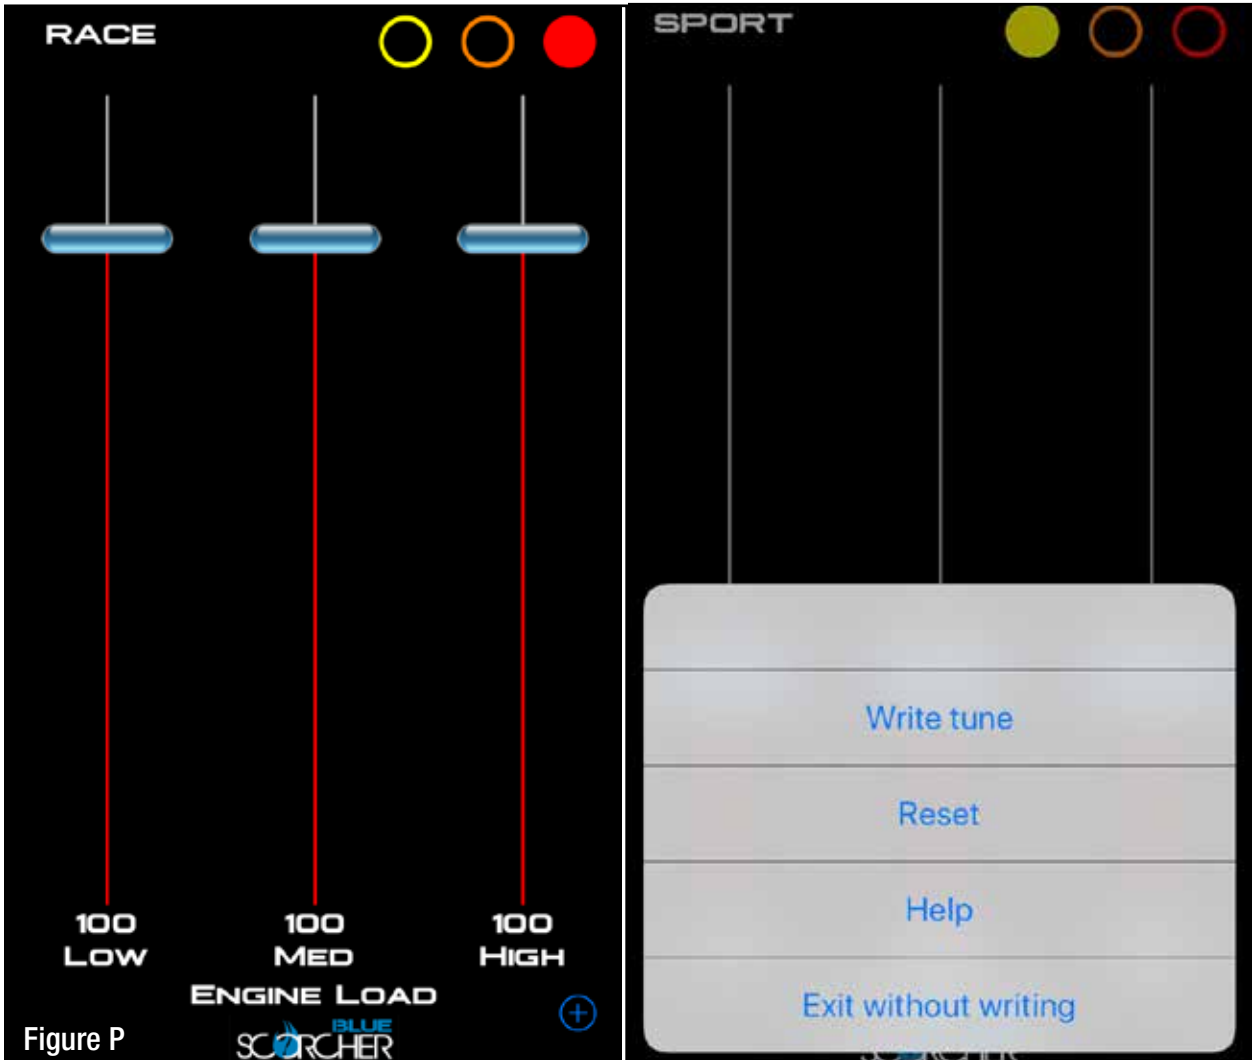 RACE
100 100 100
LOW MED HIGH
ENGINE LOAD
BLUE
SCORCHER
Figure P
SPORT
Write tune
Reset
Help
Exit without writing